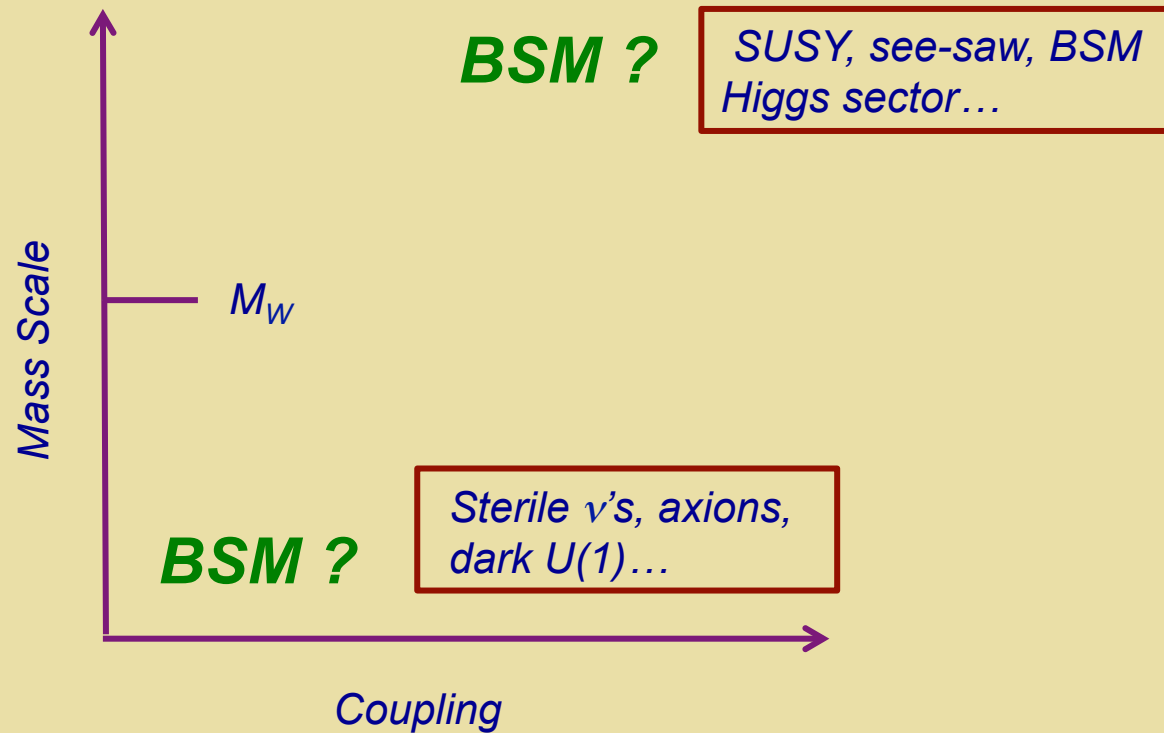 BSM ?
SUSY, see-saw, BSM
Higgs sector…
Mass Scale
M_W
BSM ?
Sterile ν's, axions,
dark U(1)…
Coupling